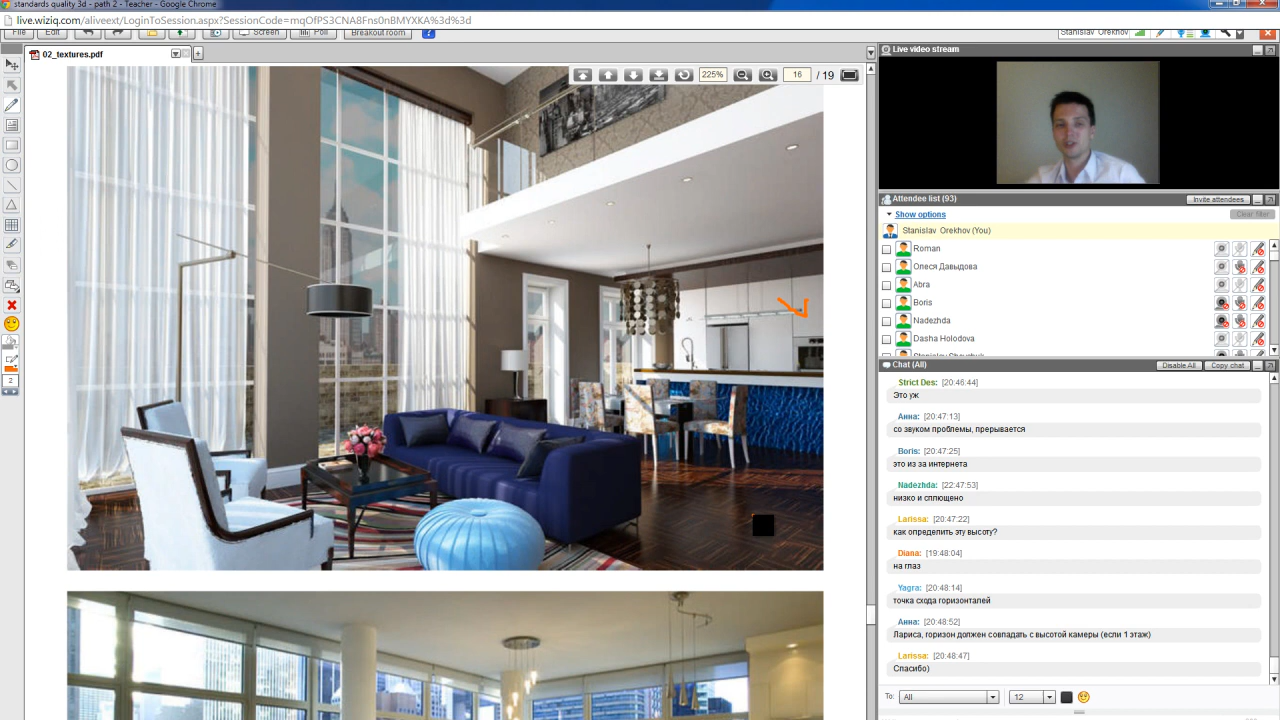 standards quality 3d - path 2 - Teacher - Google Chrome
live.wiziq.com/aliveext/LoginToSession.aspx?SessionCode=mqOfPS3CNA8Fns0nBMYXKA%3d%3d
File Edit Screen Poll Breakout room ? Stanislav Orekhov
02_textures.pdf
225% 16 / 19
2
Live video stream
Attendee list (93) Invite attendees
Show options Clear filter
Stanislav Orekhov (You)
Roman
Олеся Давыдова
Abra
Boris
Nadezhda
Dasha Holodova
Chat (All) Disable All Copy chat
Strict Des: [20:46:44]
Это уж
Анна: [20:47:13]
со звуком проблемы, прерывается
Boris: [20:47:25]
это из за интернета
Nadezhda: [22:47:53]
низко и сплющено
Larissa: [20:47:22]
как определить эту высоту?
Diana: [19:48:04]
на глаз
Yagra: [20:48:14]
точка схода горизонталей
Анна: [20:48:52]
Лариса, горизон должен совпадать с высотой камеры (если 1 этаж)
Larissa: [20:48:47]
Спасибо)
To: All 12